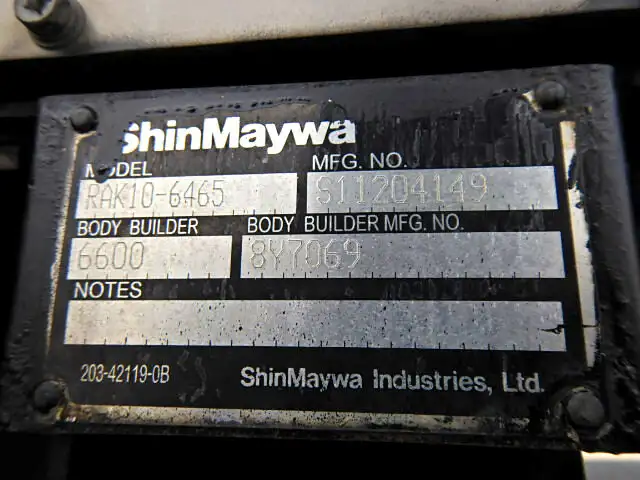 ShinMaywa
MODEL MFG. NO.
RAK10-6465 S11204149
BODY BUILDER BODY BUILDER MFG. NO.
6600 8Y7069
NOTES
203-42119-0B ShinMaywa Industries, Ltd.